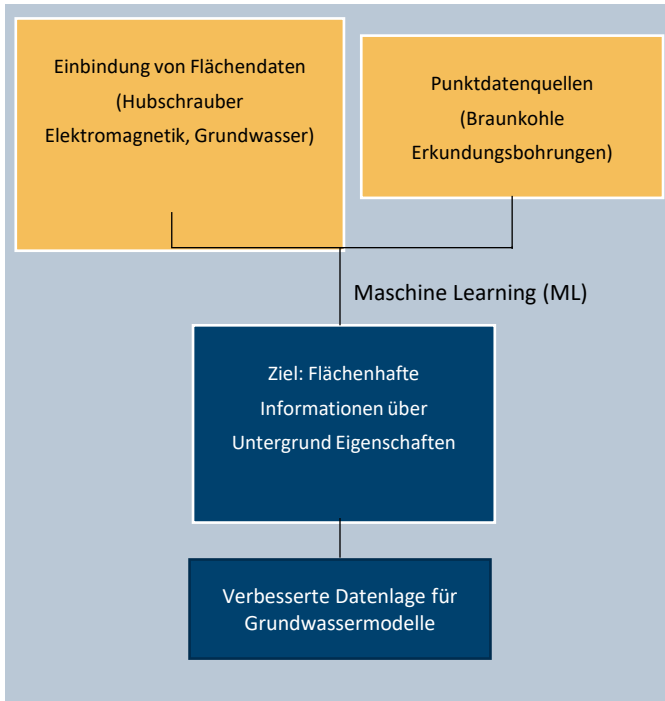 Einbindung von Flächendaten
(Hubschrauber
Elektromagnetik, Grundwasser)
Punktdatenquellen
(Braunkohle
Erkundungsbohrungen)
Maschine Learning (ML)
Ziel: Flächenhafte
Informationen über
Untergrund Eigenschaften
Verbesserte Datenlage für
Grundwassermodelle